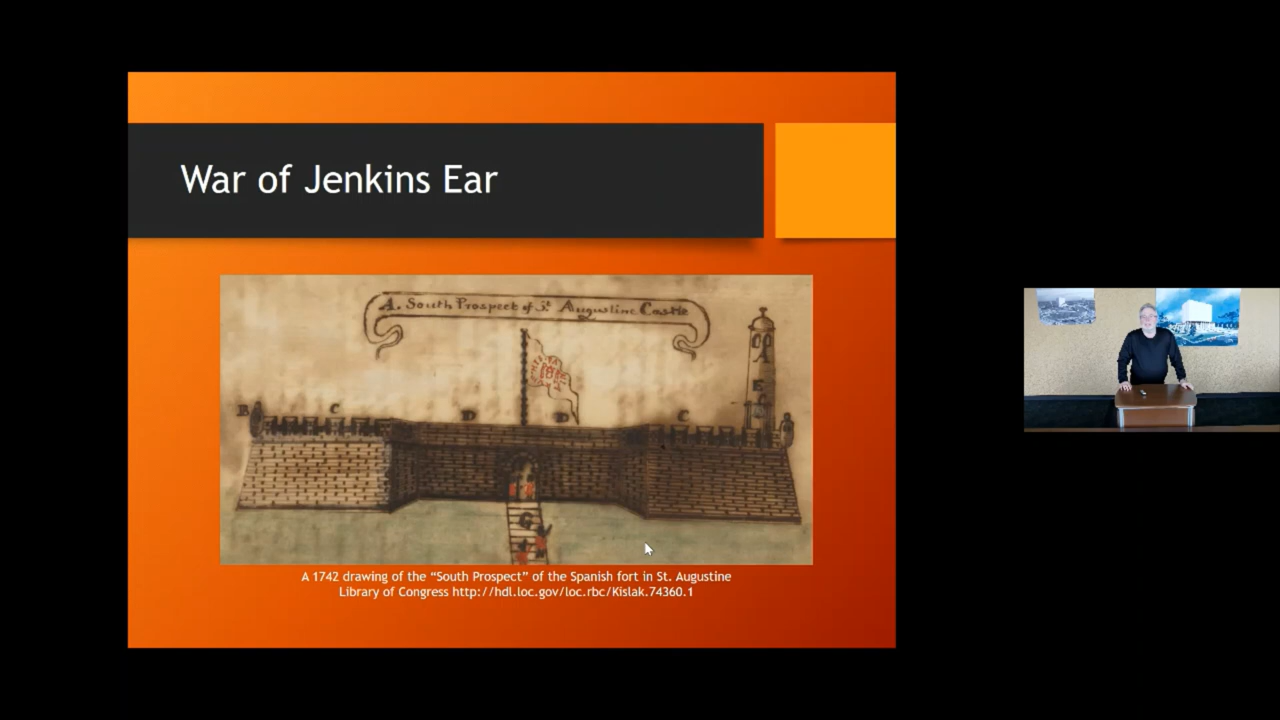 War of Jenkins Ear
A. South Prospect of St. Augustine Castle
A
B
C
D
D
C
E
G
A 1742 drawing of the “South Prospect” of the Spanish fort in St. Augustine
Library of Congress http://hdl.loc.gov/loc.rbc/Kislak.74360.1